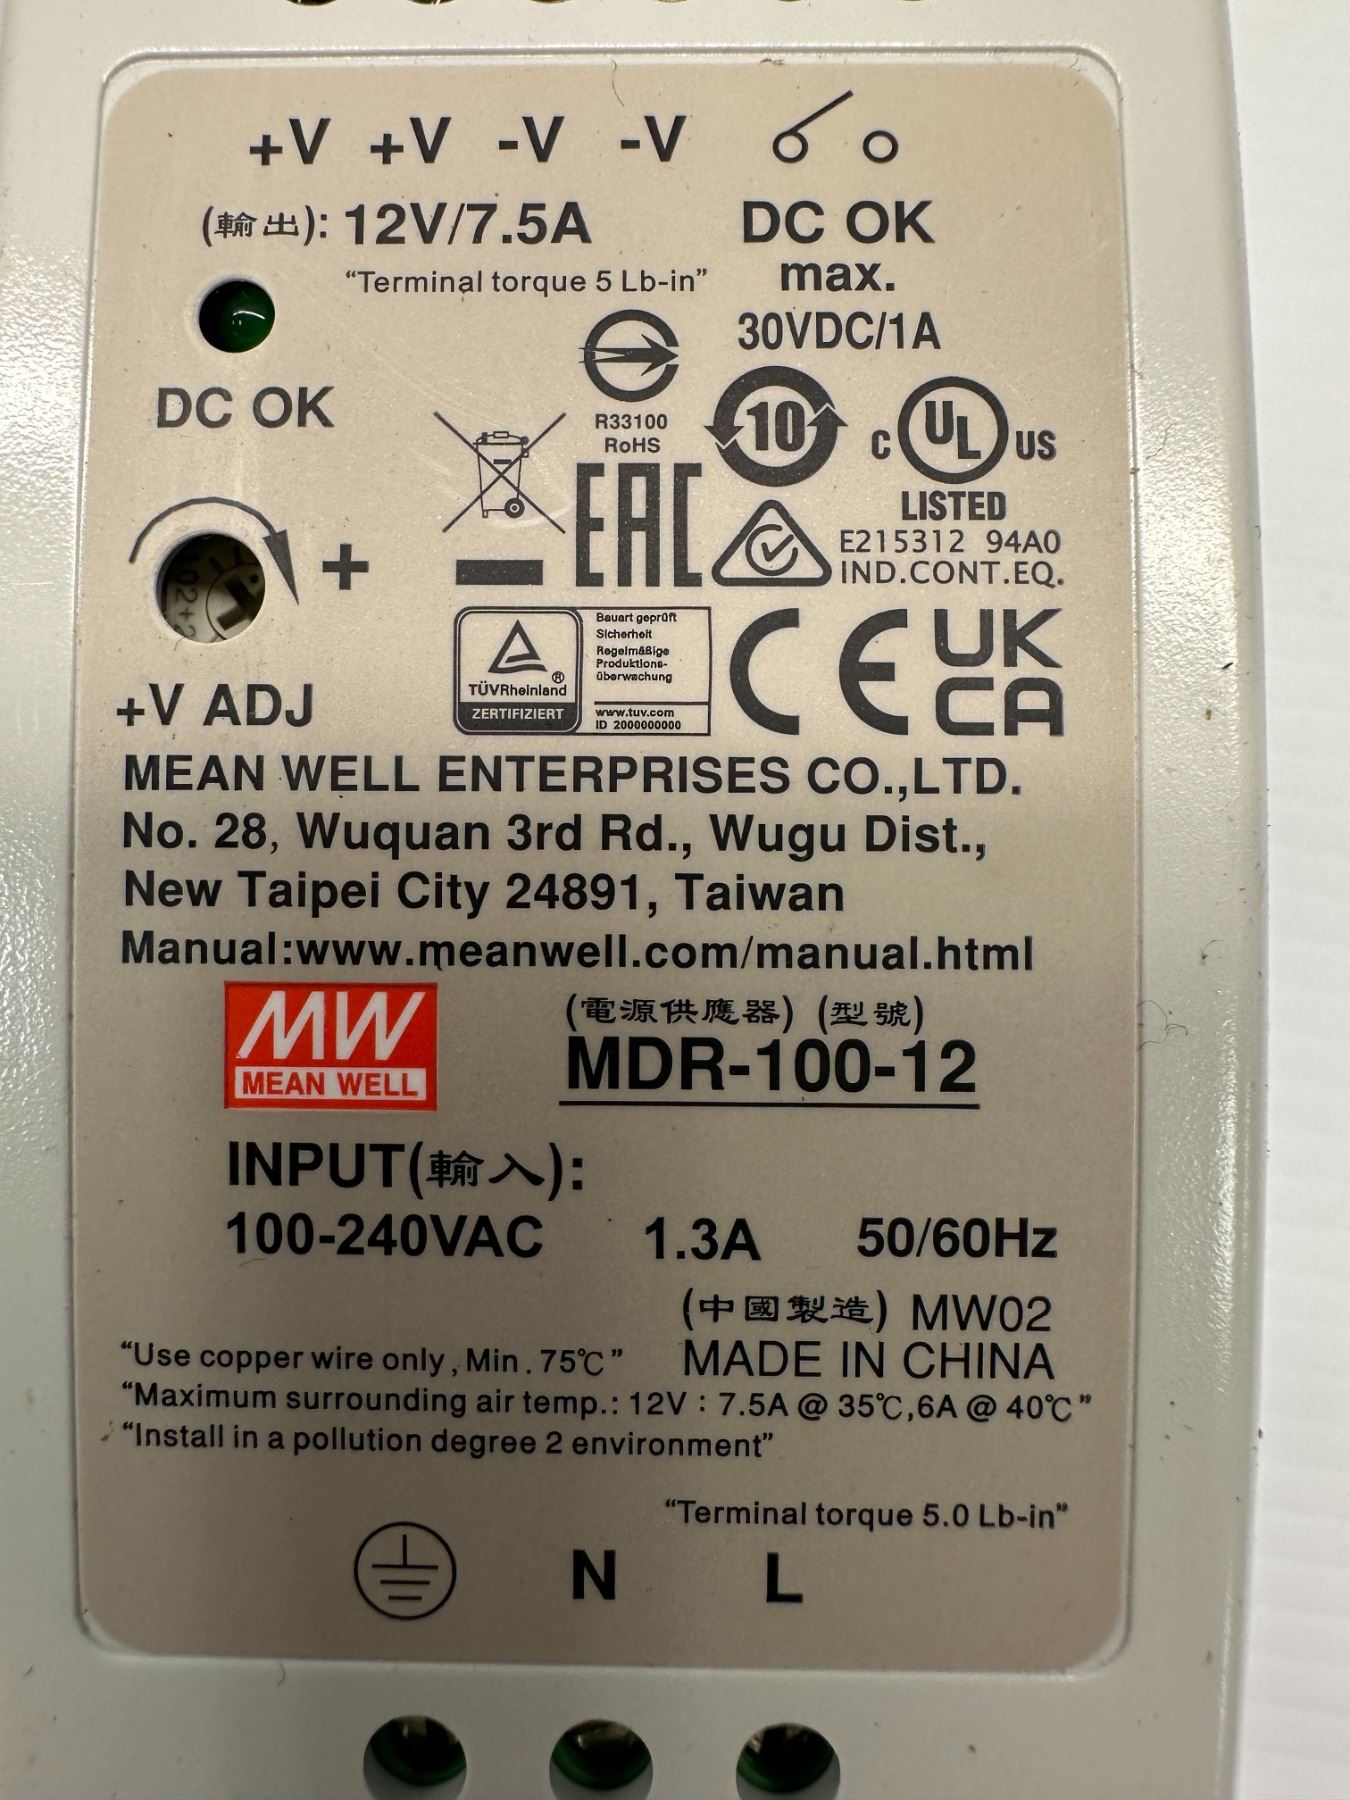 +V +V -V -V
(輸出): 12V/7.5A
"Terminal torque 5 Lb-in"
DC OK
max.
30VDC/1A
DC OK
R33100
RoHS
10
C UL US
LISTED
E215312 94A0
IND.CONT.EQ.
EAC
+
+V ADJ
TÜVRheinland ®
ZERTIFIZIERT
Bauart geprüft
Sicherheit
Regelmäßige
Produktions-
überwachung
www.tuv.com
ID 2000000000
CE
UK
CA
MEAN WELL ENTERPRISES CO.,LTD.
No. 28, Wuquan 3rd Rd., Wugu Dist.,
New Taipei City 24891, Taiwan
Manual:www.meanwell.com/manual.html
MW
MEAN WELL
(電源供應器) (型號)
MDR-100-12
INPUT(輸入):
100-240VAC 1.3A 50/60Hz
(中國製造) MW02
MADE IN CHINA
"Use copper wire only, Min. 75℃"
"Maximum surrounding air temp.: 12V : 7.5A @ 35℃,6A @ 40℃"
"Install in a pollution degree 2 environment"
"Terminal torque 5.0 Lb-in"
N L